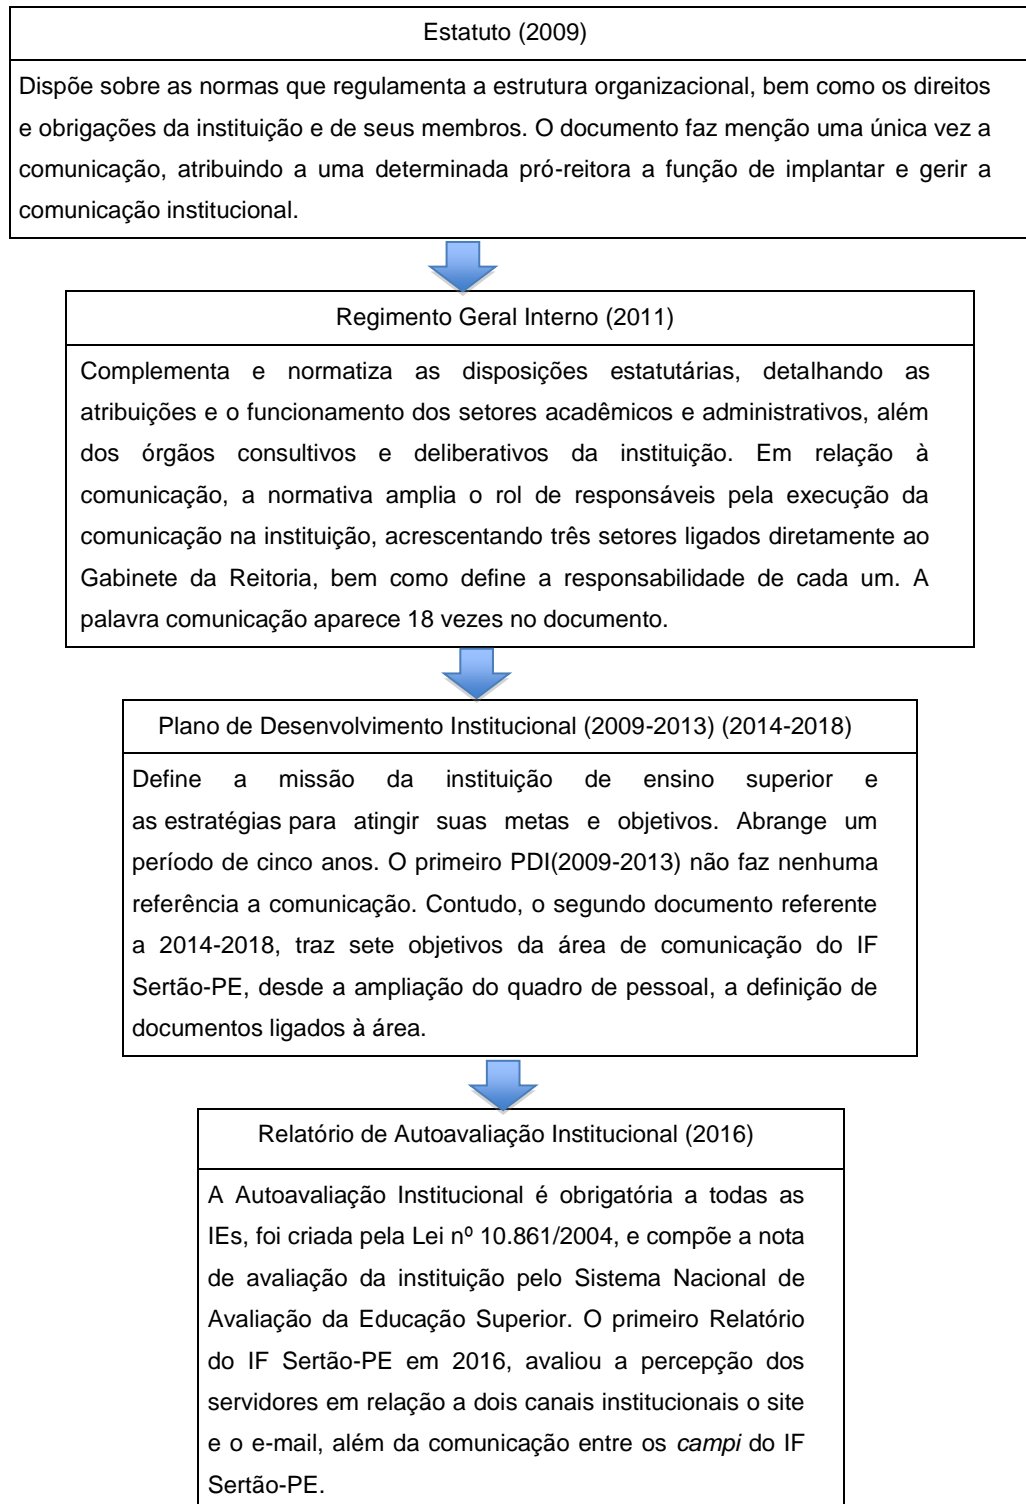 Estatuto (2009)
Dispõe sobre as normas que regulamenta a estrutura organizacional, bem como os direitos
e obrigações da instituição e de seus membros. O documento faz menção uma única vez a
comunicação, atribuindo a uma determinada pró-reitora a função de implantar e gerir a
comunicação institucional.
Regimento Geral Interno (2011)
Complementa e normatiza as disposições estatutárias, detalhando as
atribuições e o funcionamento dos setores acadêmicos e administrativos, além
dos órgãos consultivos e deliberativos da instituição. Em relação à
comunicação, a normativa amplia o rol de responsáveis pela execução da
comunicação na instituição, acrescentando três setores ligados diretamente ao
Gabinete da Reitoria, bem como define a responsabilidade de cada um. A
palavra comunicação aparece 18 vezes no documento.
Plano de Desenvolvimento Institucional (2009-2013) (2014-2018)
Define a missão da instituição de ensino superior e
as estratégias para atingir suas metas e objetivos. Abrange um
período de cinco anos. O primeiro PDI(2009-2013) não faz nenhuma
referência a comunicação. Contudo, o segundo documento referente
a 2014-2018, traz sete objetivos da área de comunicação do IF
Sertão-PE, desde a ampliação do quadro de pessoal, a definição de
documentos ligados à área.
Relatório de Autoavaliação Institucional (2016)
A Autoavaliação Institucional é obrigatória a todas as
IEs, foi criada pela Lei nº 10.861/2004, e compõe a nota
de avaliação da instituição pelo Sistema Nacional de
Avaliação da Educação Superior. O primeiro Relatório
do IF Sertão-PE em 2016, avaliou a percepção dos
servidores em relação a dois canais institucionais o site
e o e-mail, além da comunicação entre os campi do IF
Sertão-PE.